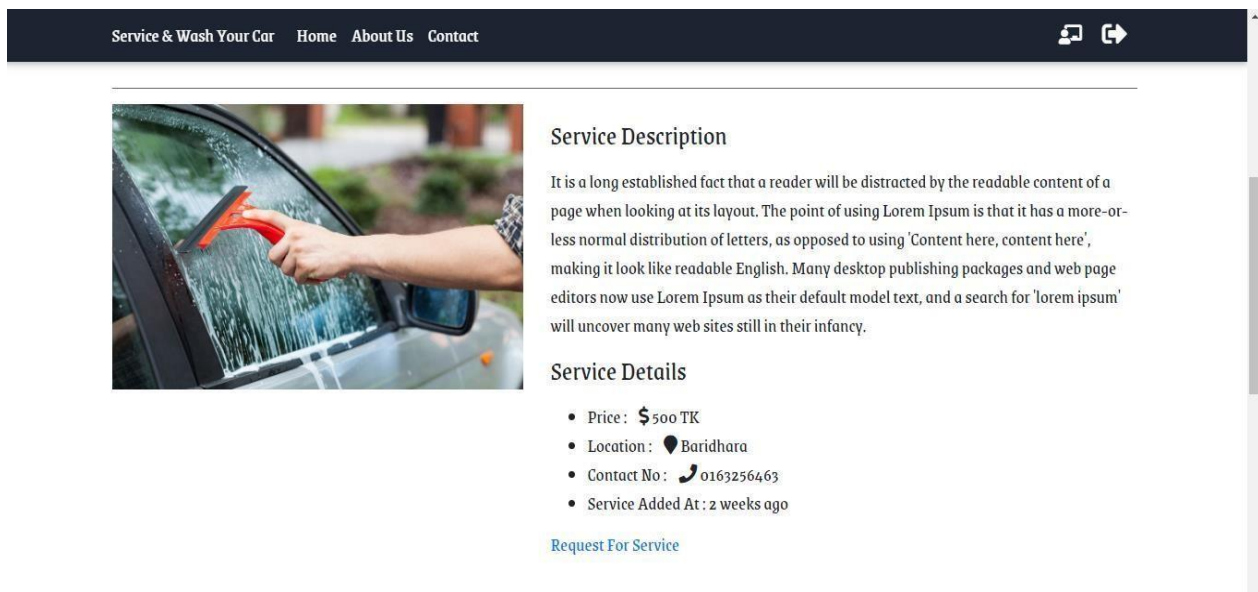 Service & Wash Your Car Home About Us Contact
Service Description
It is a long established fact that a reader will be distracted by the readable content of a
page when looking at its layout. The point of using Lorem Ipsum is that it has a more-or-
less normal distribution of letters, as opposed to using 'Content here, content here',
making it look like readable English. Many desktop publishing packages and web page
editors now use Lorem Ipsum as their default model text, and a search for 'lorem ipsum'
will uncover many web sites still in their infancy.
Service Details
Price : $ 500 TK
Location : Baridhara
Contact No : 0163256463
Service Added At : 2 weeks ago
Request For Service